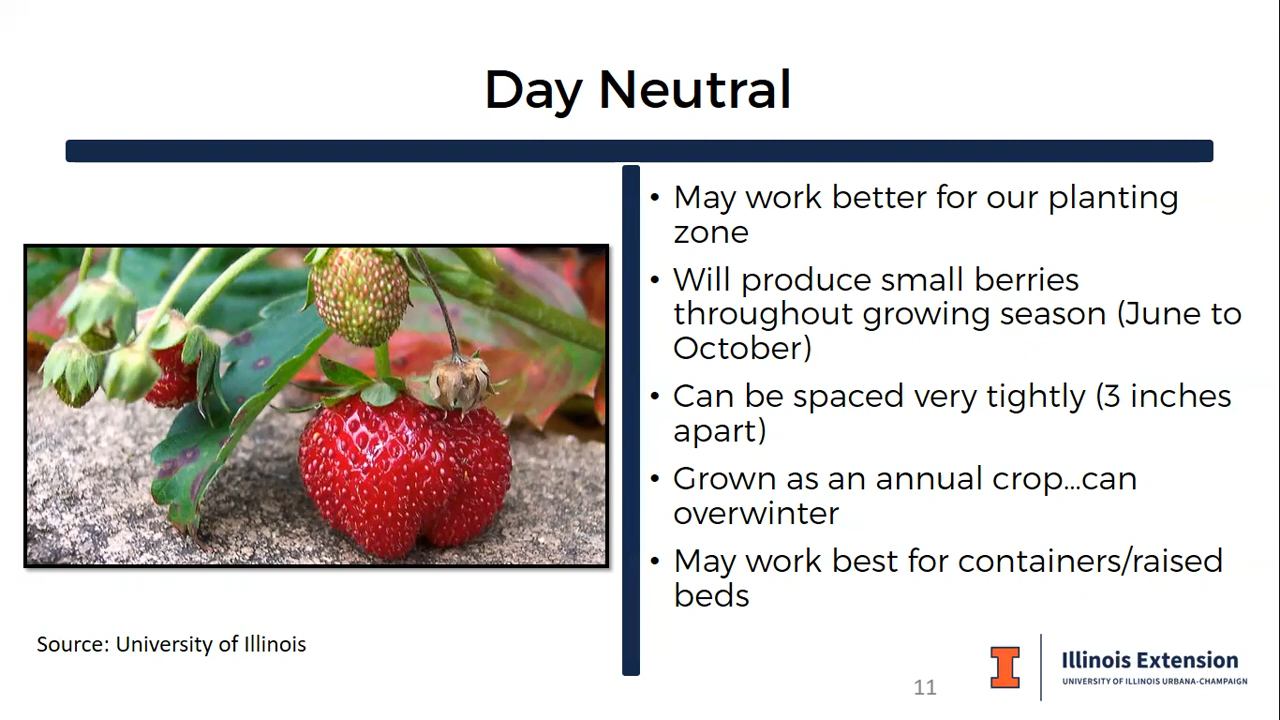 Day Neutral
• May work better for our planting
zone
• Will produce small berries
throughout growing season (June to
October)
• Can be spaced very tightly (3 inches
apart)
• Grown as an annual crop...can
overwinter
• May work best for containers/raised
beds
Source: University of Illinois
11
I
Illinois Extension
UNIVERSITY OF ILLINOIS URBANA-CHAMPAIGN